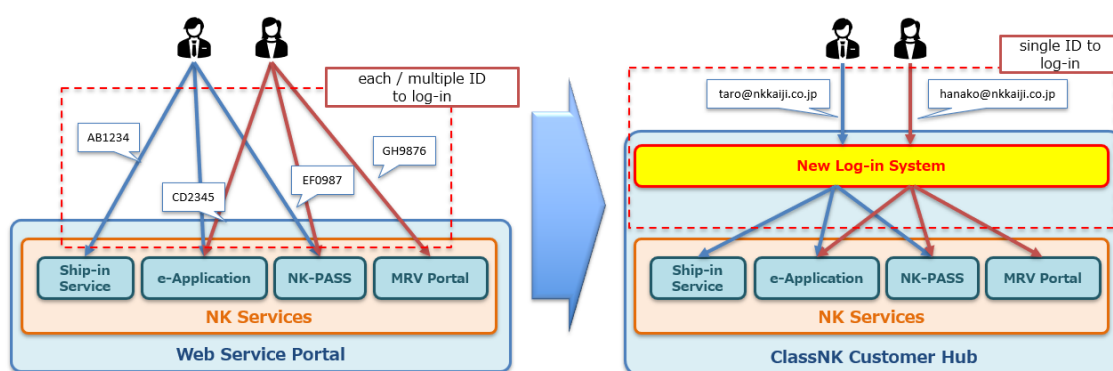 each / multiple ID
to log-in
AB1234
CD2345
EF0987
GH9876
Ship-in
Service
e-Application
NK-PASS
MRV Portal
NK Services
Web Service Portal
single ID to
log-in
taro@nkkaiji.co.jp
hanako@nkkaiji.co.jp
New Log-in System
Ship-in
Service
e-Application
NK-PASS
MRV Portal
NK Services
ClassNK Customer Hub